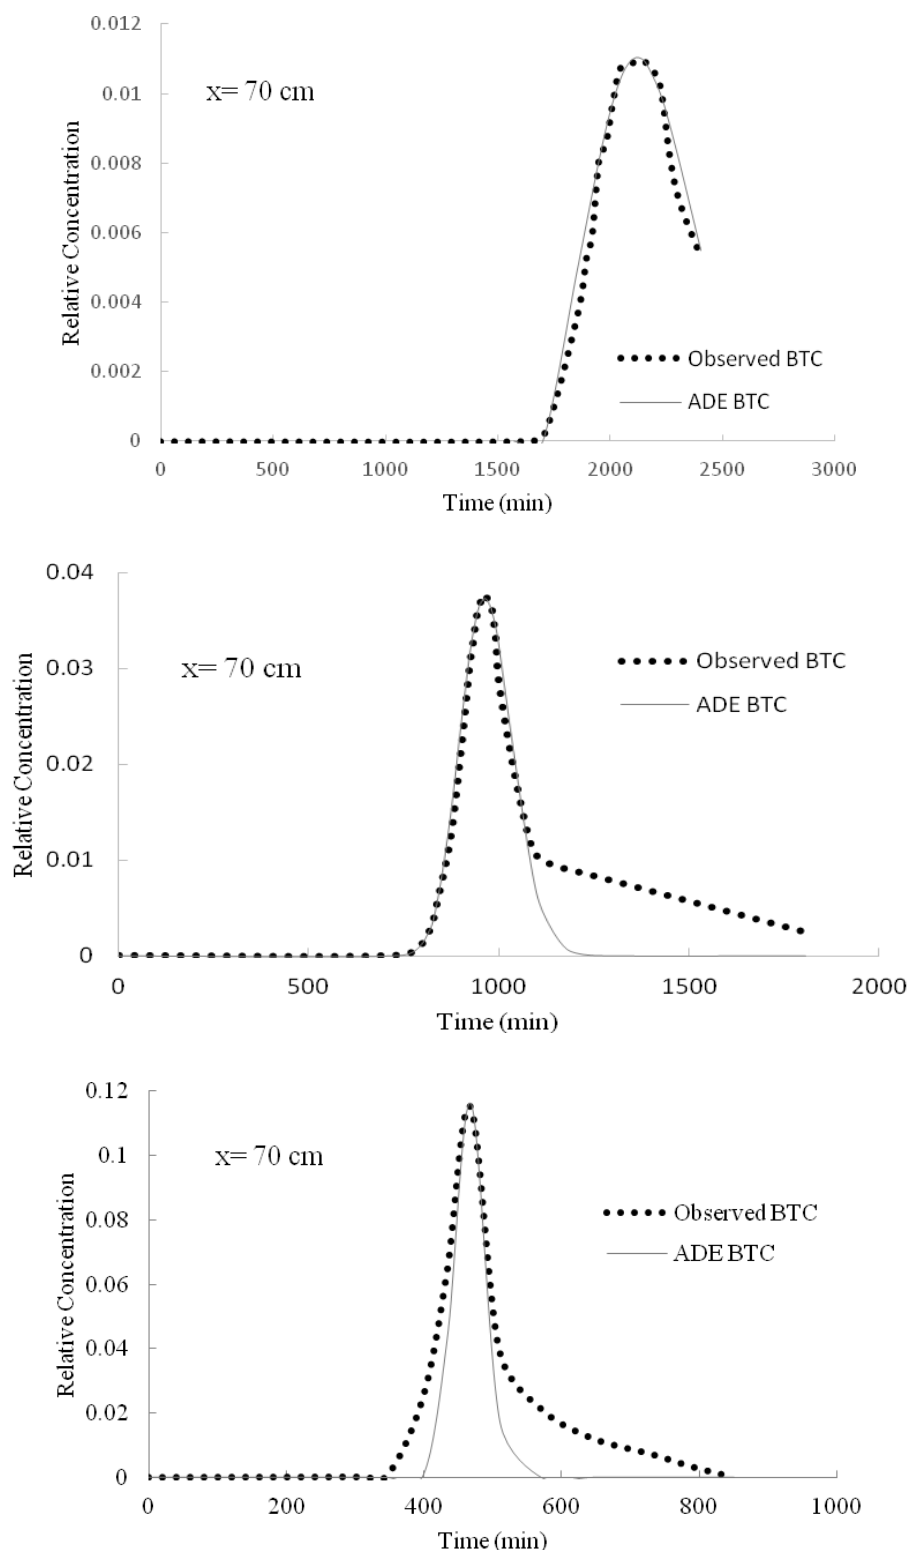 0.012
x= 70 cm
0.01
0.008
0.006
0.004
0.002
0
Relative Concentration
Observed BTC
ADE BTC
0 500 1000 1500 2000 2500 3000
Time (min)
0.04
x= 70 cm
0.03
0.02
0.01
0
Relative Concentration
Observed BTC
ADE BTC
0 500 1000 1500 2000
Time (min)
0.12
x= 70 cm
0.1
0.08
0.06
0.04
0.02
0
Relative Concentration
Observed BTC
ADE BTC
0 200 400 600 800 1000
Time (min)